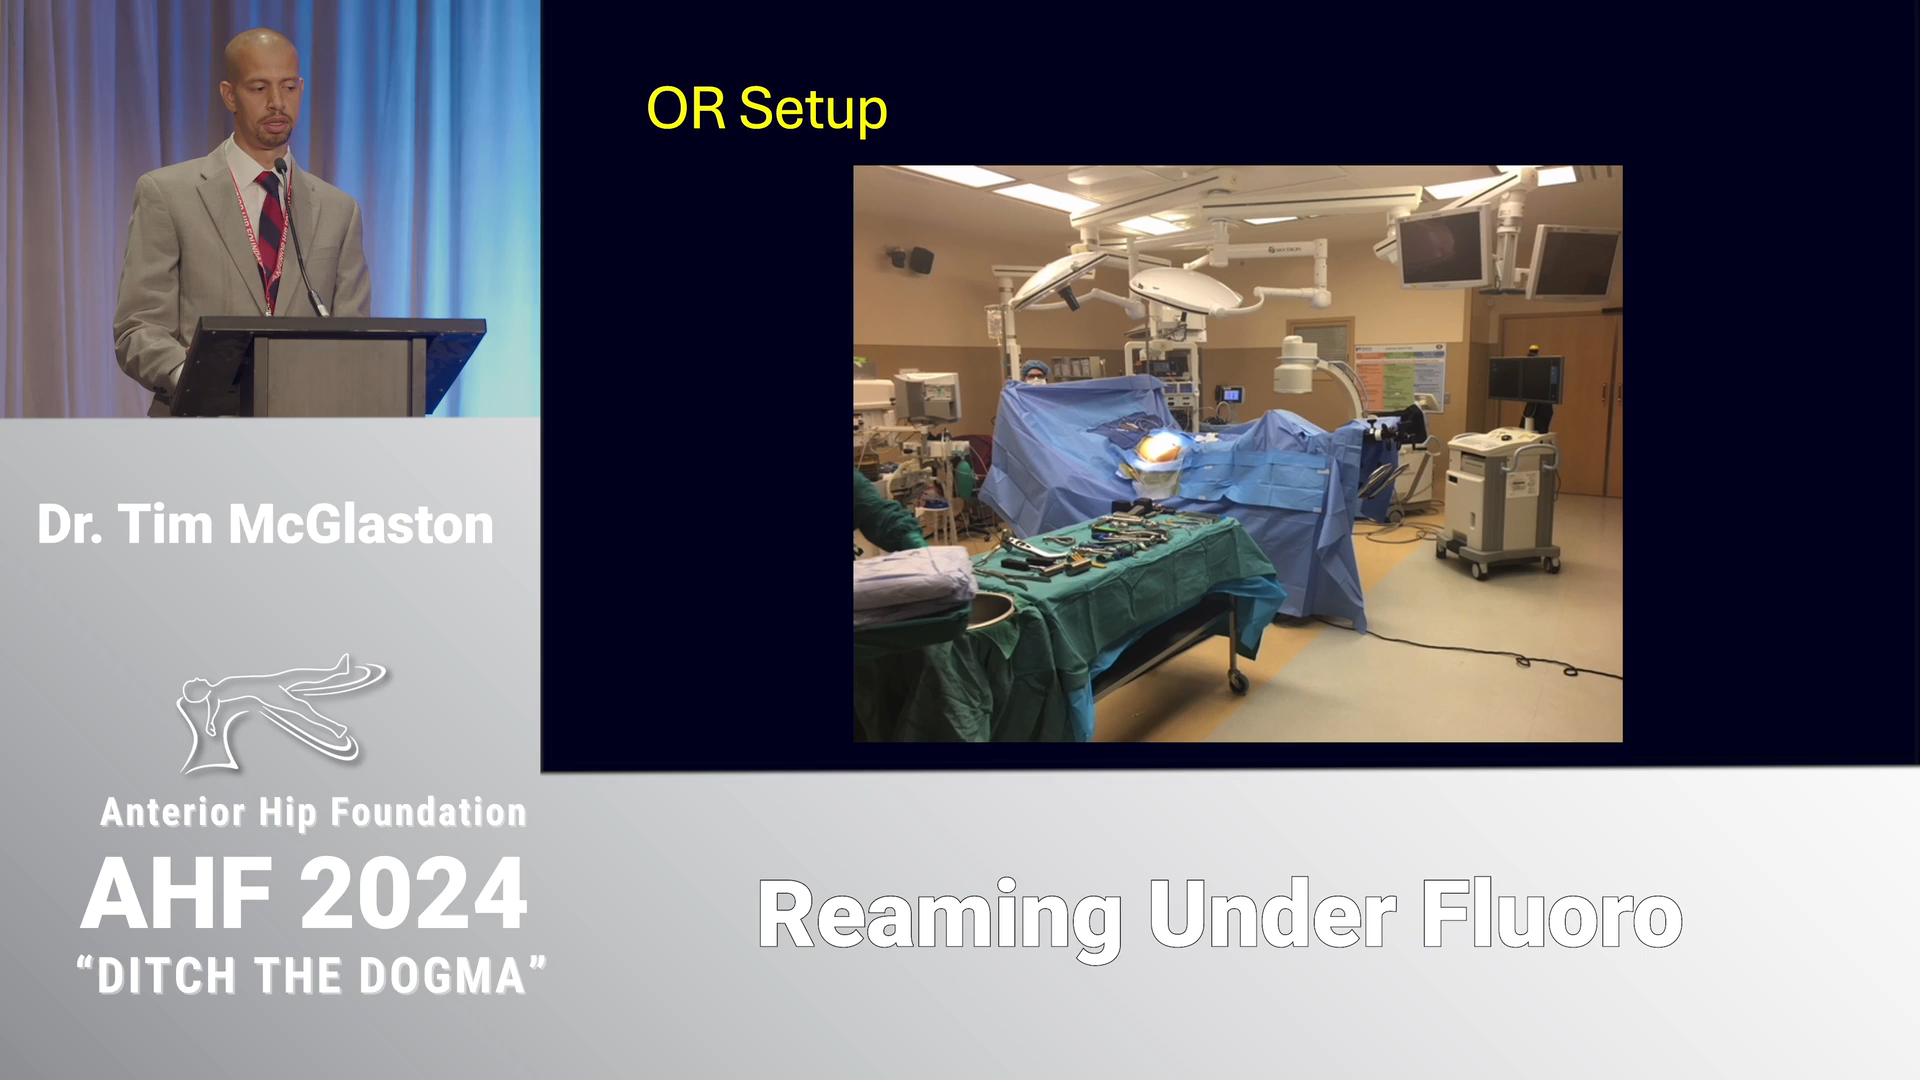 OR Setup
Dr. Tim McGlaston
Anterior Hip Foundation
AHF 2024
“DITCH THE DOGMA”
Reaming Under Fluoro